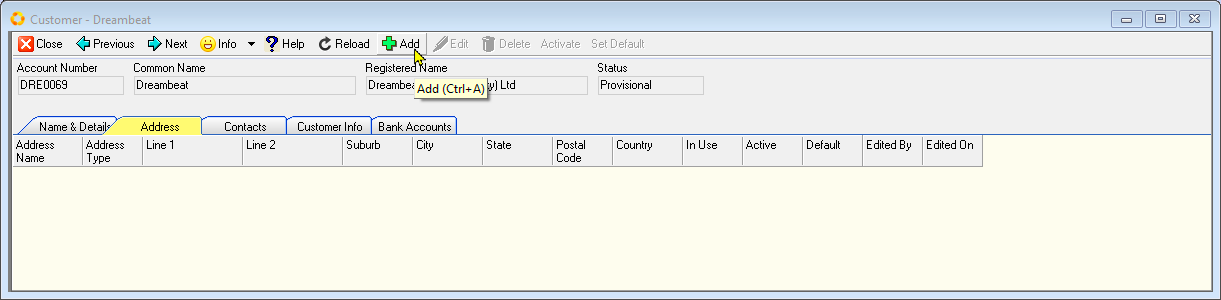 Customer - Dreambeat
Close Previous Next Info Help Reload Add Edit Delete Activate Set Default
Account Number Common Name Registered Name Status
DRE0069 Dreambeat Dreambea y) Ltd Provisional
Add (Ctrl+A)
Name & Details Address Contacts Customer Info Bank Accounts
Address Name Address Type Line 1 Line 2 Suburb City State Postal Code Country In Use Active Default Edited By Edited On